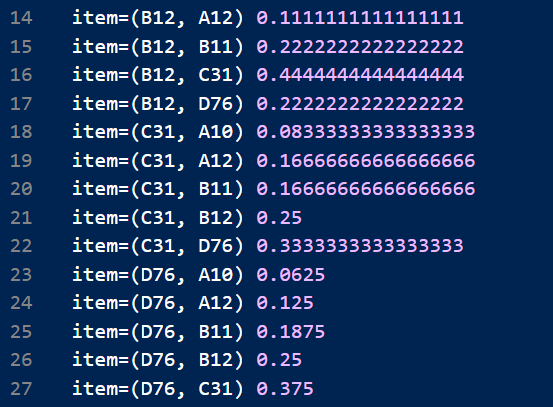 14 item=(B12, A12) 0.1111111111111111
15 item=(B12, B11) 0.2222222222222222
16 item=(B12, C31) 0.4444444444444444
17 item=(B12, D76) 0.2222222222222222
18 item=(C31, A10) 0.08333333333333333
19 item=(C31, A12) 0.16666666666666666
20 item=(C31, B11) 0.16666666666666666
21 item=(C31, B12) 0.25
22 item=(C31, D76) 0.3333333333333333
23 item=(D76, A10) 0.0625
24 item=(D76, A12) 0.125
25 item=(D76, B11) 0.1875
26 item=(D76, B12) 0.25
27 item=(D76, C31) 0.375